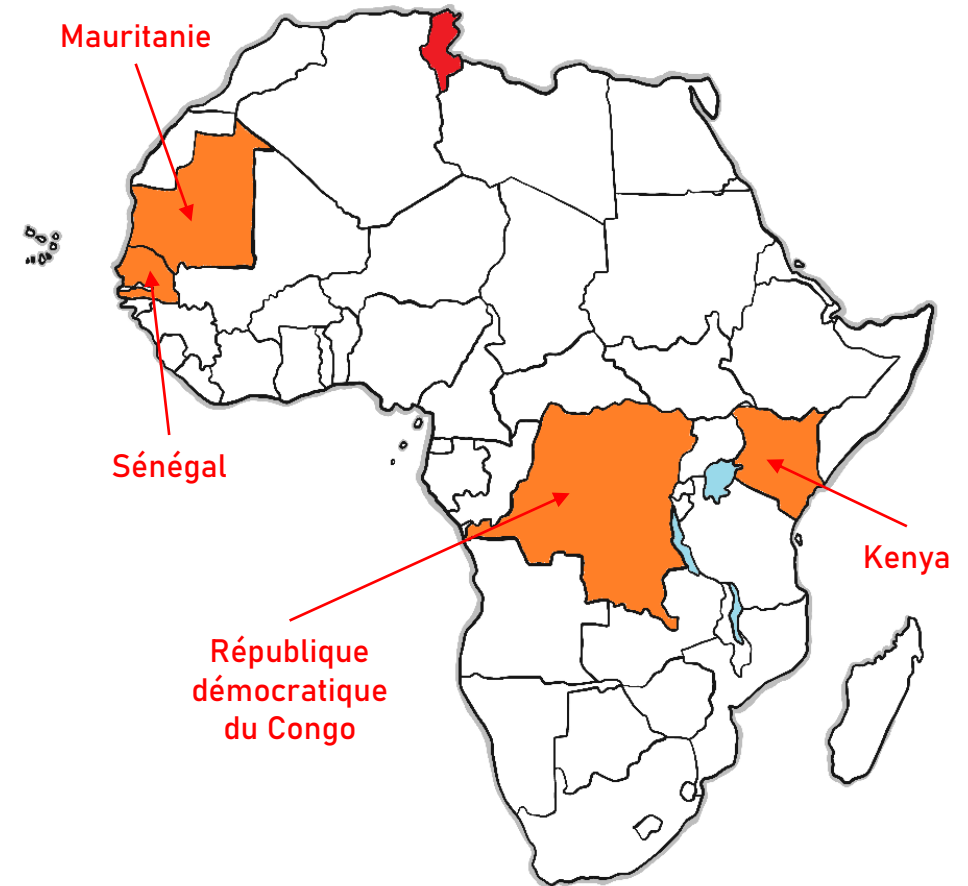 Mauritanie
Sénégal
Kenya
République
démocratique
du Congo